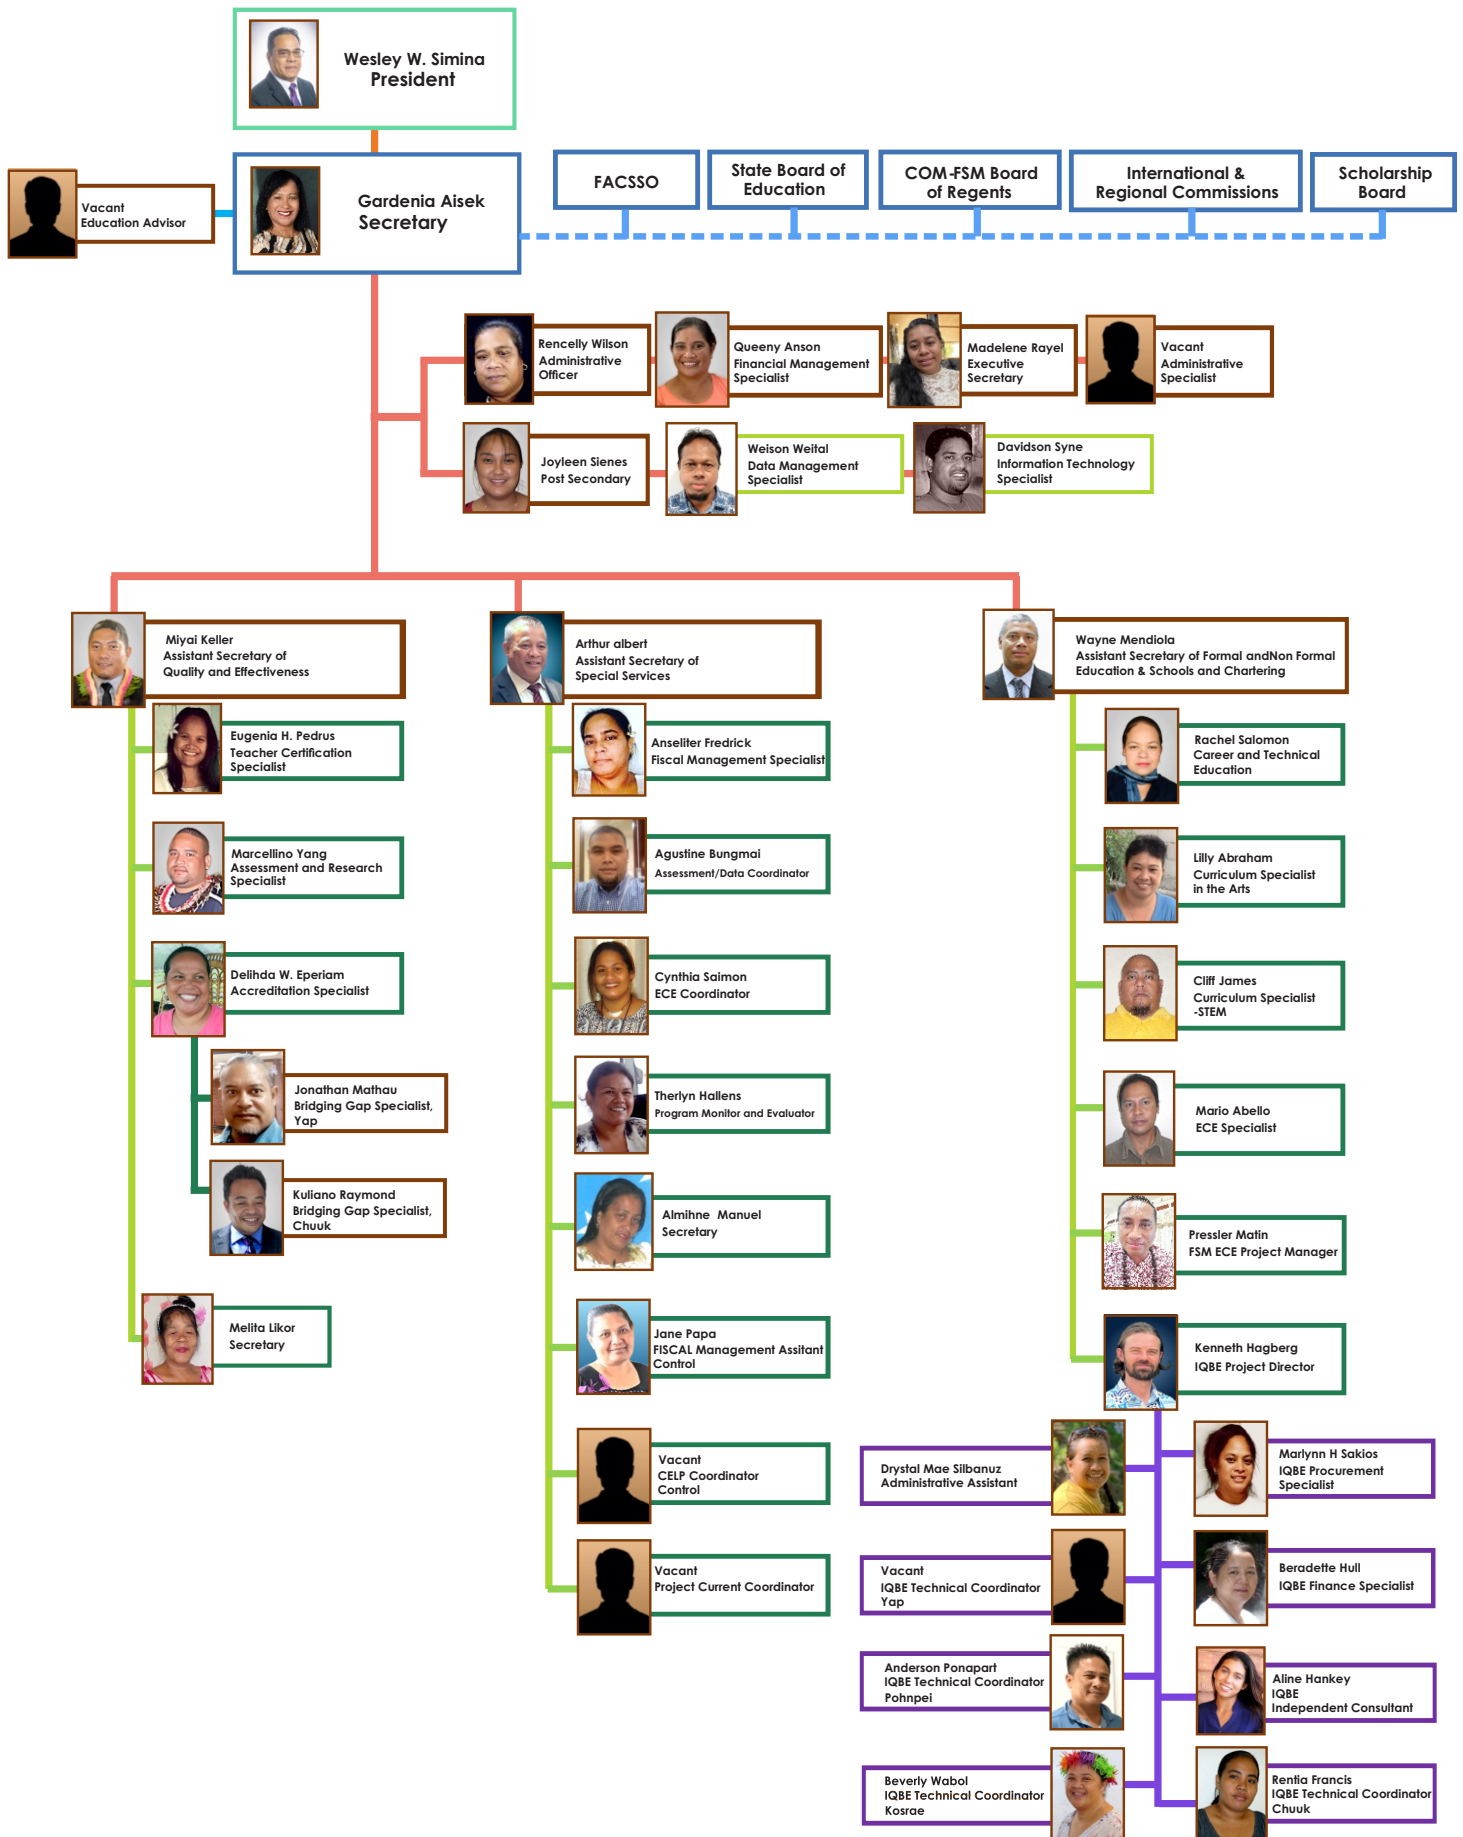 Wesley W. Simina
President
Gardenia Aisek
Secretary
Vacant
Education Advisor
FACSSO
State Board of
Education
COM-FSM Board
of Regents
International &
Regional Commissions
Scholarship
Board
Rencelly Wilson
Administrative
Officer
Queeny Anson
Financial Management
Specialist
Madelene Rayel
Executive
Secretary
Vacant
Administrative
Specialist
Joyleen Sienes
Post Secondary
Weison Weital
Data Management
Specialist
Davidson Syne
Information Technology
Specialist
Miyai Keller
Assistant Secretary of
Quality and Effectiveness
Eugenia H. Pedrus
Teacher Certification
Specialist
Marcellino Yang
Assessment and Research
Specialist
Delihda W. Eperiam
Accreditation Specialist
Jonathan Mathau
Bridging Gap Specialist,
Yap
Kuliano Raymond
Bridging Gap Specialist,
Chuuk
Melita Likor
Secretary
Arthur albert
Assistant Secretary of
Special Services
Anseliter Fredrick
Fiscal Management Specialist
Agustine Bungmai
Assessment/Data Coordinator
Cynthia Saimon
ECE Coordinator
Therlyn Hallens
Program Monitor and Evaluator
Almihne  Manuel
Secretary
Jane Papa
FISCAL Management Assitant
Control
Vacant
CELP Coordinator
Control
Vacant
Project Current Coordinator
Wayne Mendiola
Assistant Secretary of Formal andNon Formal
Education & Schools and Chartering
Rachel Salomon
Career and Technical
Education
Lilly Abraham
Curriculum Specialist
in the Arts
Cliff James
Curriculum Specialist
-STEM
Mario Abello
ECE Specialist
Pressler Matin
FSM ECE Project Manager
Kenneth Hagberg
IQBE Project Director
Drystal Mae Silbanuz
Administrative Assistant
Marlynn H Sakios
IQBE Procurement
Specialist
Vacant
IQBE Technical Coordinator
Yap
Beradette Hull
IQBE Finance Specialist
Anderson Ponapart
IQBE Technical Coordinator
Pohnpei
Aline Hankey
IQBE
Independent Consultant
Beverly Wabol
IQBE Technical Coordinator
Kosrae
Rentia Francis
IQBE Technical Coordinator
Chuuk